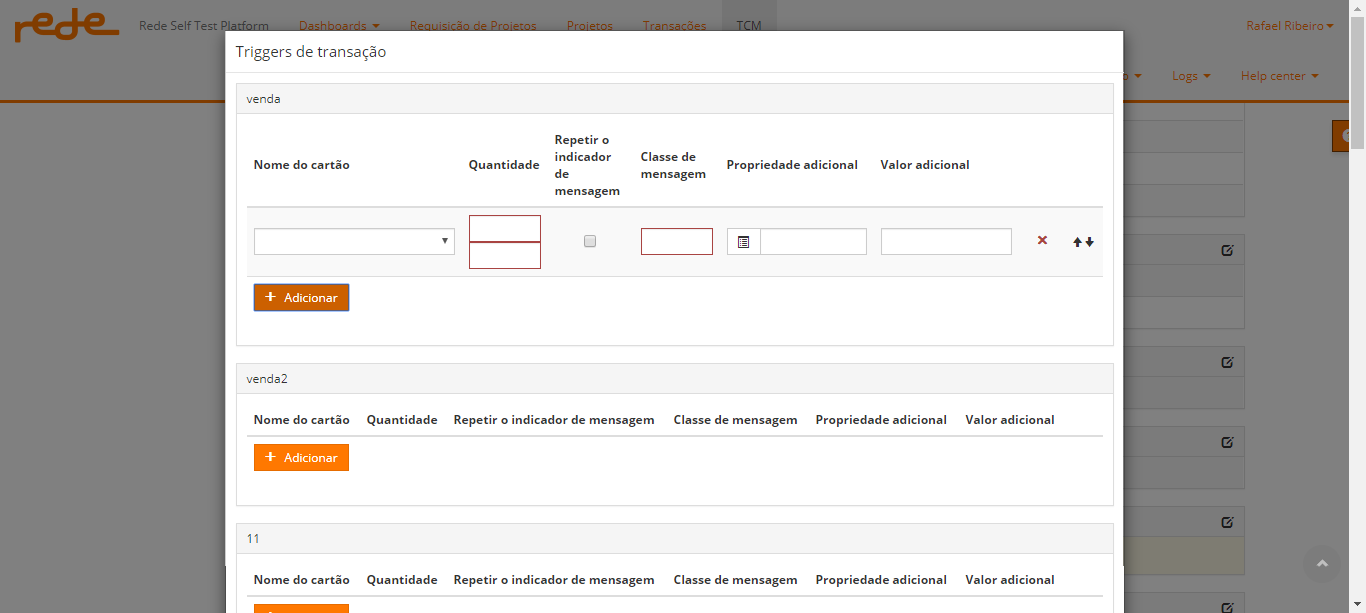 rede
Rede Self Test Platform Dashboards Requisição de Projetos Projetos Transações TCM Rafael Ribeiro
Logs Help center
Triggers de transação
venda
Nome do cartão Quantidade Repetir o indicador de mensagem Classe de mensagem Propriedade adicional Valor adicional
+ Adicionar
venda2
Nome do cartão Quantidade Repetir o indicador de mensagem Classe de mensagem Propriedade adicional Valor adicional
+ Adicionar
11
Nome do cartão Quantidade Repetir o indicador de mensagem Classe de mensagem Propriedade adicional Valor adicional